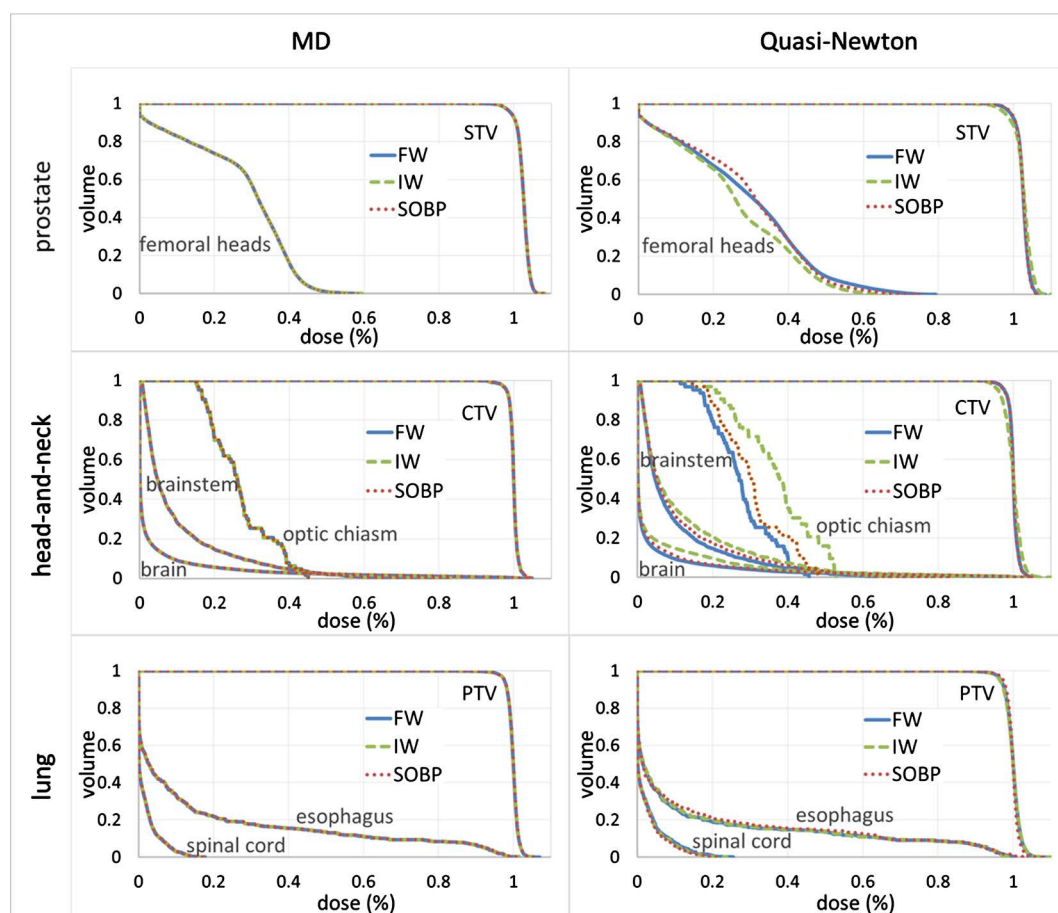 MD
Quasi-Newton
prostate
volume
1
0.8
0.6
0.4
0.2
0
STV
FW
IW
SOBP
femoral heads
0 0.2 0.4 0.6 0.8 1
dose (%)
volume
1
0.8
0.6
0.4
0.2
0
STV
FW
IW
SOBP
femoral heads
0 0.2 0.4 0.6 0.8 1
dose (%)
head-and-neck
volume
1
0.8
0.6
0.4
0.2
0
CTV
FW
IW
SOBP
brainstem
optic chiasm
brain
0 0.2 0.4 0.6 0.8 1
dose (%)
volume
1
0.8
0.6
0.4
0.2
0
CTV
FW
IW
SOBP
brainstem
optic chiasm
brain
0 0.2 0.4 0.6 0.8 1
dose (%)
lung
volume
1
0.8
0.6
0.4
0.2
0
PTV
FW
IW
SOBP
esophagus
spinal cord
0 0.2 0.4 0.6 0.8 1
dose (%)
volume
1
0.8
0.6
0.4
0.2
0
PTV
FW
IW
SOBP
esophagus
spinal cord
0 0.2 0.4 0.6 0.8 1
dose (%)